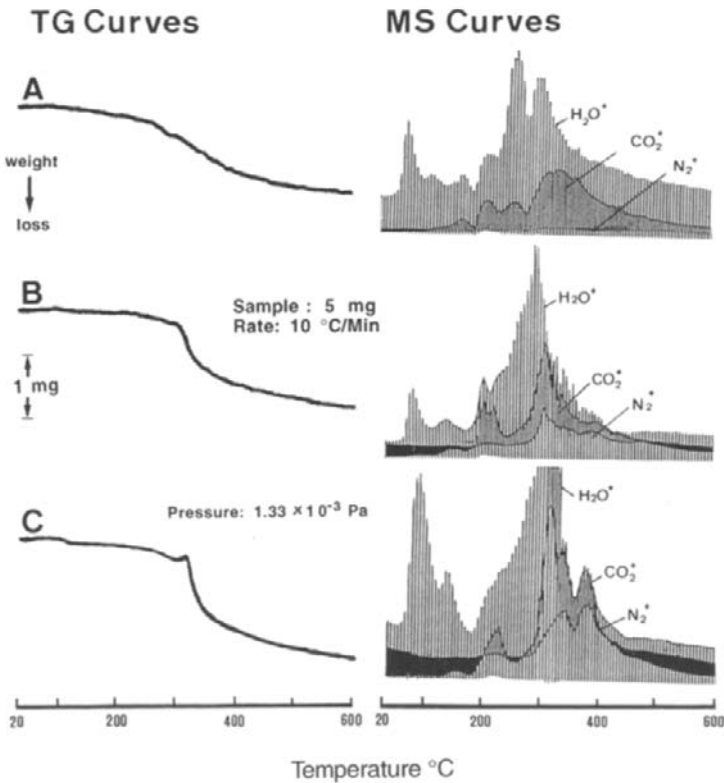 TG Curves
MS Curves
A
weight
loss
H₂O⁺
CO₂⁺
N₂⁺
B
1 mg
Sample : 5 mg
Rate: 10 °C/Min
H₂O⁺
CO₂⁺
N₂⁺
C
Pressure: 1.33 × 10⁻³ Pa
H₂O⁺
CO₂⁺
N₂⁺
20 200 400 600
20 200 400 600
Temperature °C